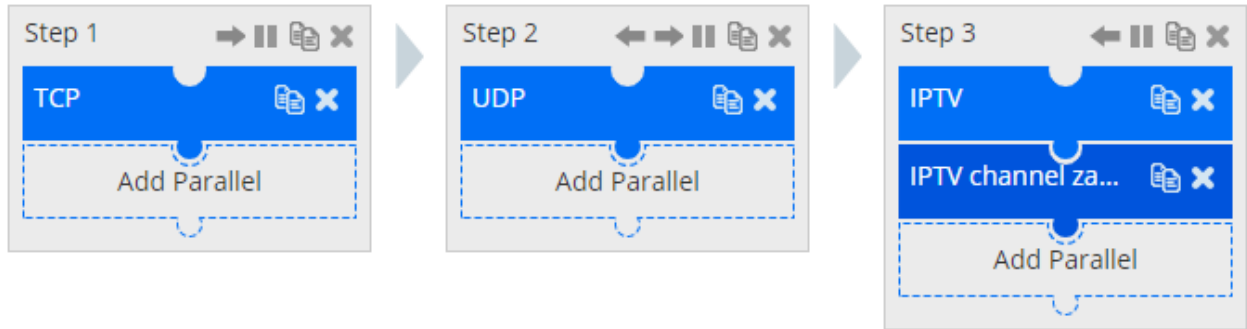 Step 1
TCP
Add Parallel
Step 2
UDP
Add Parallel
Step 3
IPTV
IPTV channel za...
Add Parallel